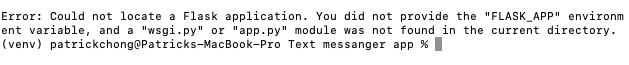 Error: Could not locate a Flask application. You did not provide the "FLASK_APP" environm
ent variable, and a "wsgi.py" or "app.py" module was not found in the current directory.
(venv) patrickchong@Patricks-MacBook-Pro Text messanger app %